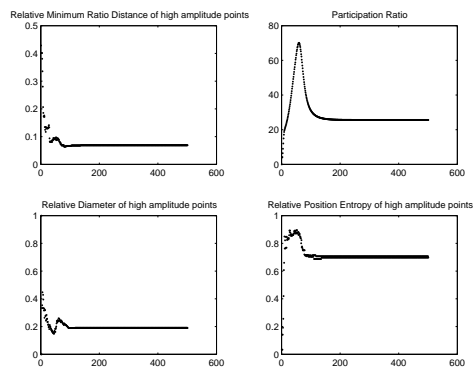 Relative Minimum Ratio Distance of high amplitude points
0.5
0.4
0.3
0.2
0.1
0
0 200 400 600
Participation Ratio
80
60
40
20
0
0 200 400 600
Relative Diameter of high amplitude points
1
0.8
0.6
0.4
0.2
0
0 200 400 600
Relative Position Entropy of high amplitude points
1
0.8
0.6
0.4
0.2
0
0 200 400 600